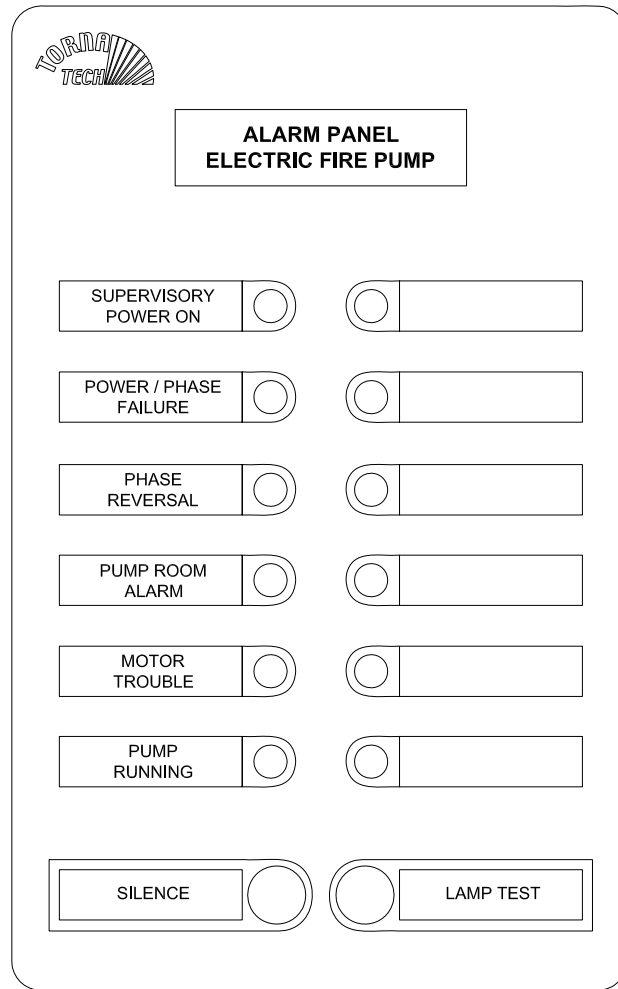 TORNA
TECH
ALARM PANEL
ELECTRIC FIRE PUMP
SUPERVISORY
POWER ON
POWER / PHASE
FAILURE
PHASE
REVERSAL
PUMP ROOM
ALARM
MOTOR
TROUBLE
PUMP
RUNNING
SILENCE
LAMP TEST